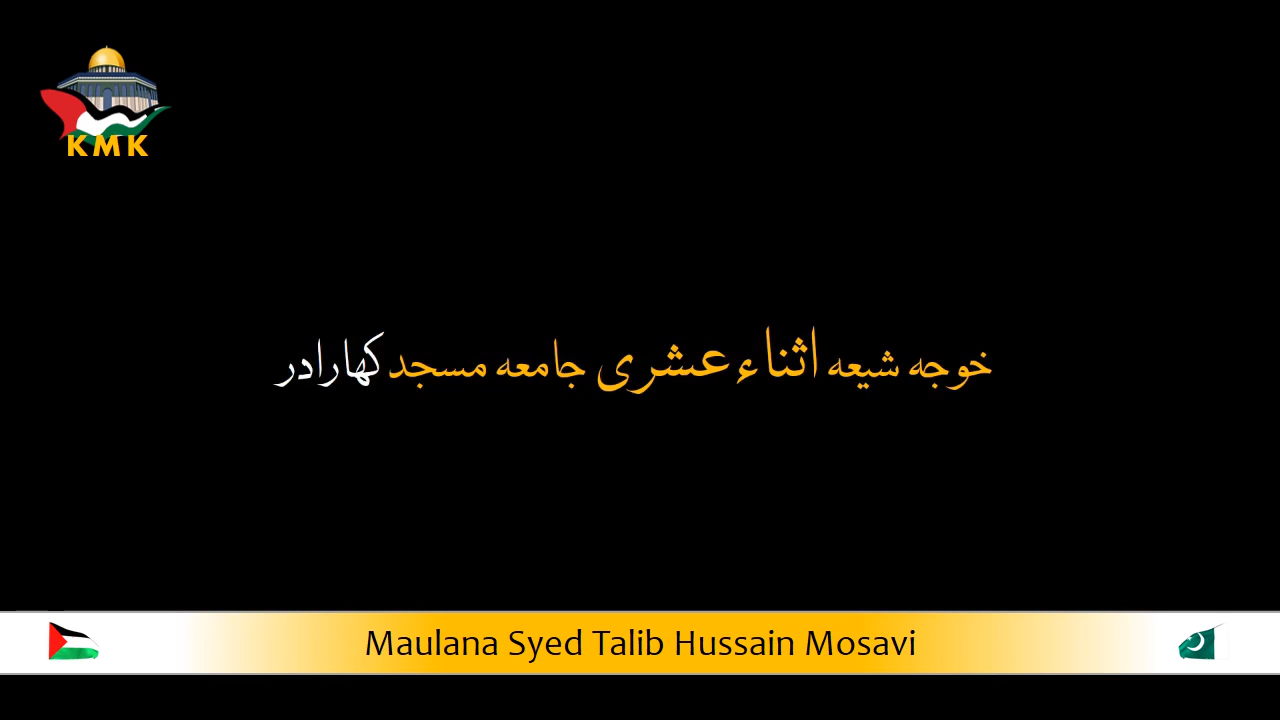 KMK
خوجه شیعه اثناء عشری جامعه مسجد کھارادر
Maulana Syed Talib Hussain Mosavi